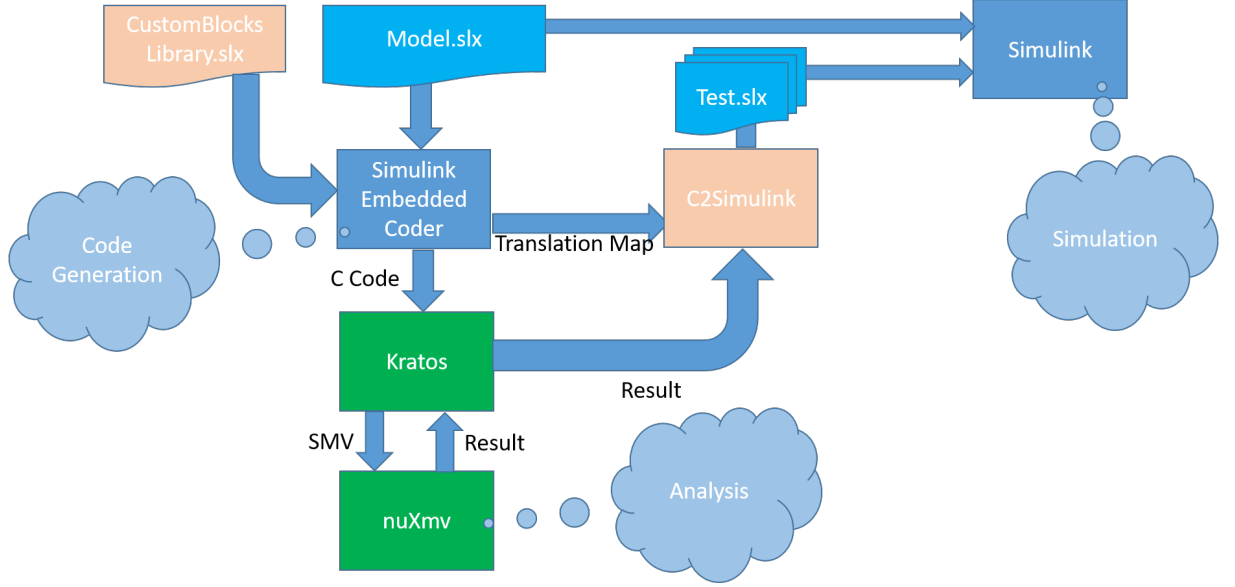 CustomBlocks
Library.slx
Model.slx
Simulink
Test.slx
Simulink
Embedded
Coder
C2Simulink
Translation Map
Code
Generation
Simulation
C Code
Kratos
Result
SMV
Result
Analysis
nuXmv